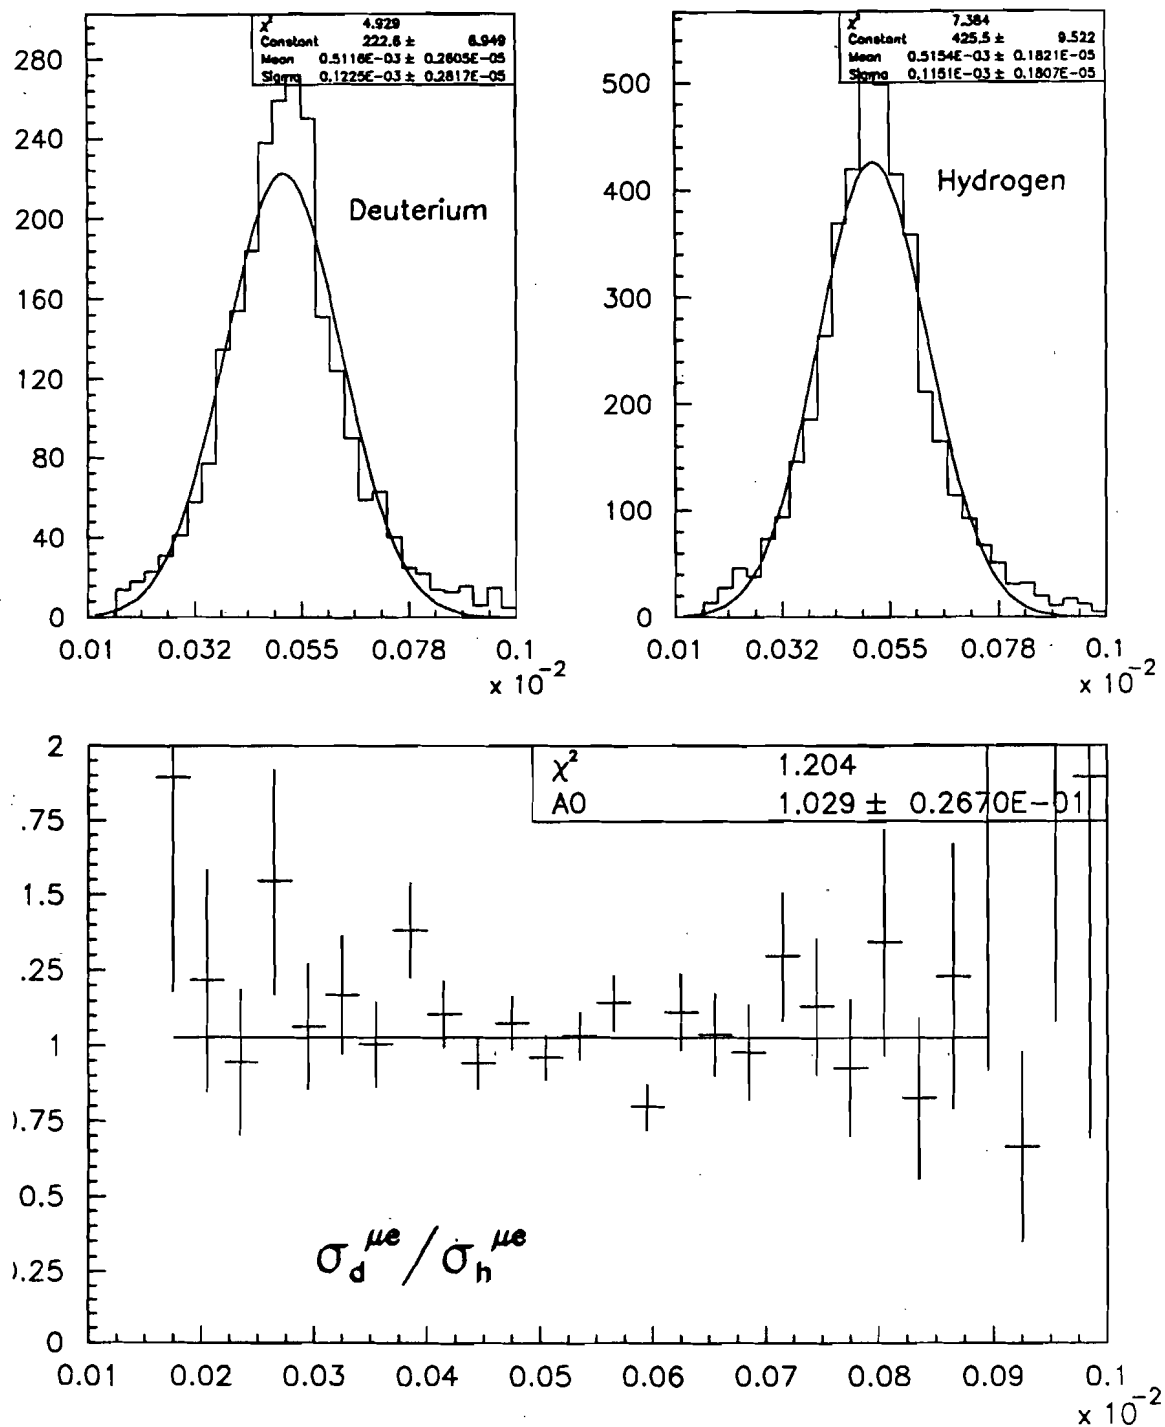 χ² 4.929
Constant 222.6 ± 6.949
Mean 0.5116E-03 ± 0.2605E-05
Sigma 0.1225E-03 ± 0.2817E-05
280
240
200
160
120
80
40
0
Deuterium
0.01 0.032 0.055 0.078 0.1
x 10⁻²
χ² 7.384
Constant 425.5 ± 9.522
Mean 0.5154E-03 ± 0.1821E-05
Sigma 0.1151E-03 ± 0.1807E-05
500
400
300
200
100
0
Hydrogen
0.01 0.032 0.055 0.078 0.1
x 10⁻²
χ² 1.204
A0 1.029 ± 0.2670E-01
2
.75
1.5
.25
1
).75
0.5
).25
0
σd^μe / σh^μe
0.01 0.02 0.03 0.04 0.05 0.06 0.07 0.08 0.09 0.1
x 10⁻²